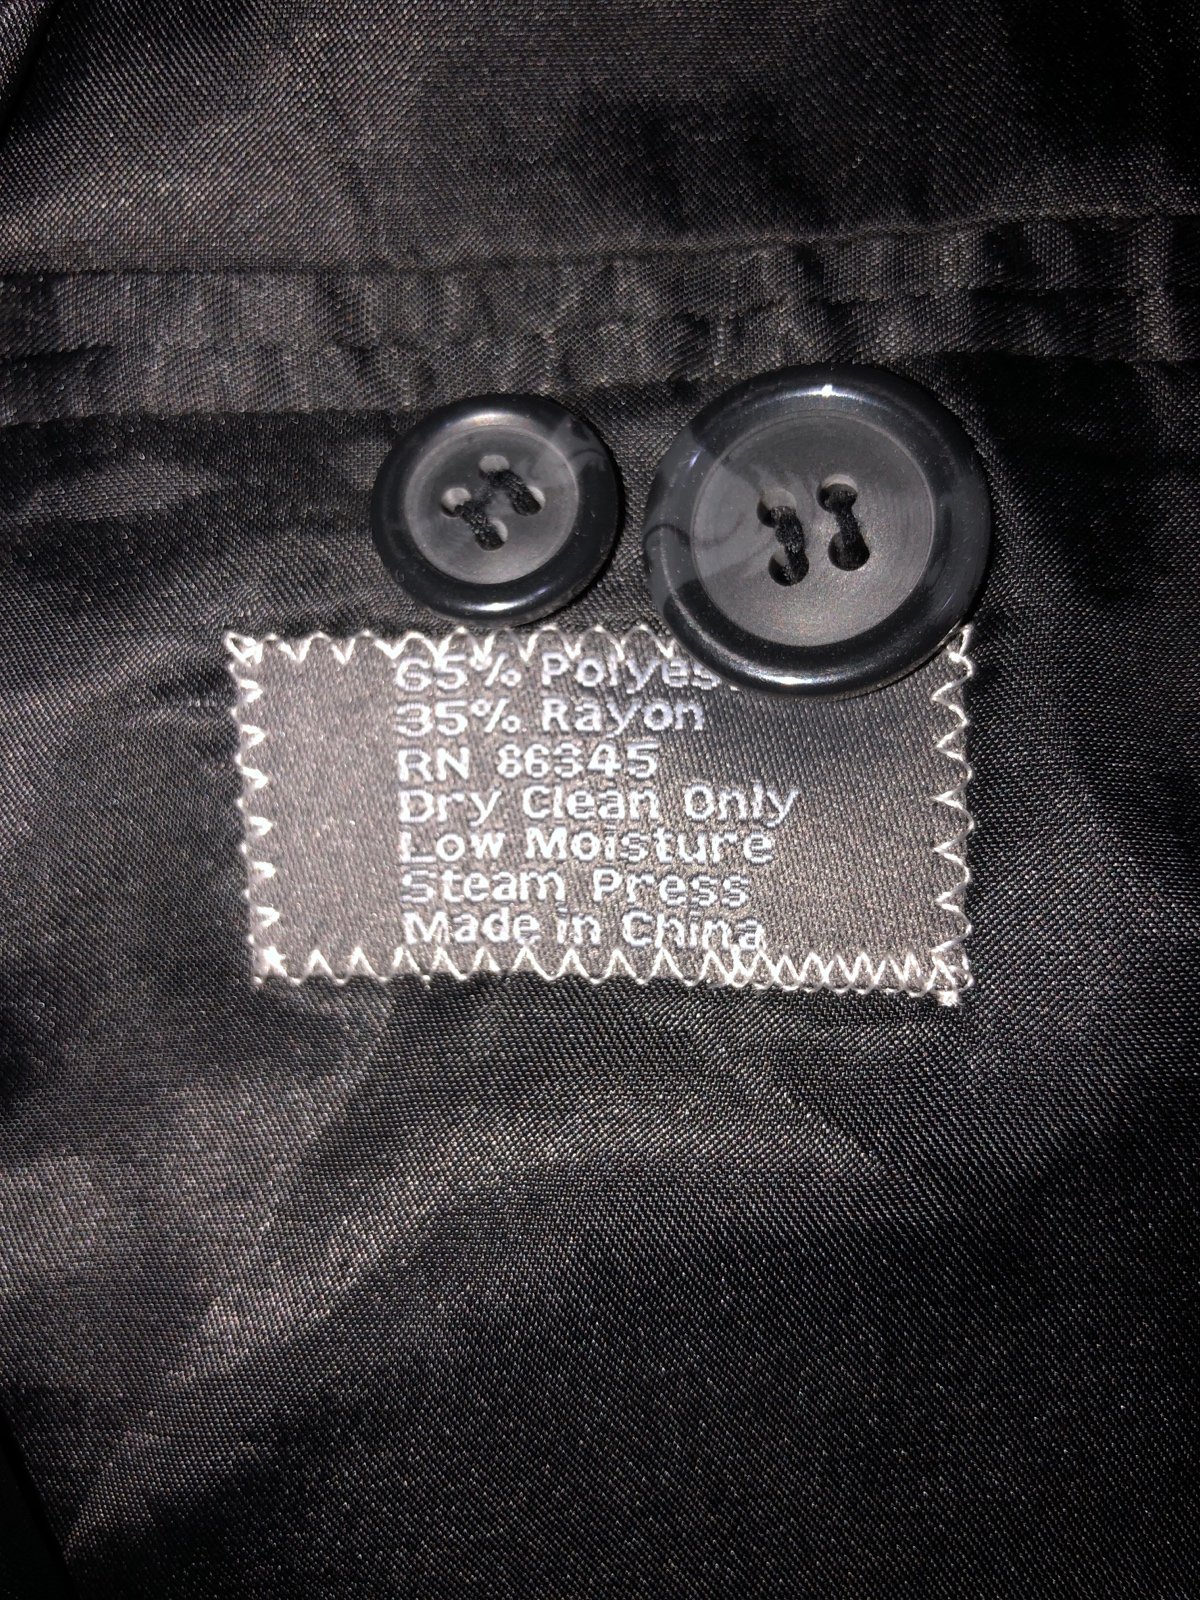 65% Polyes
35% Rayon
RN 86345
Dry Clean Only
Low Moisture
Steam Press
Made in China